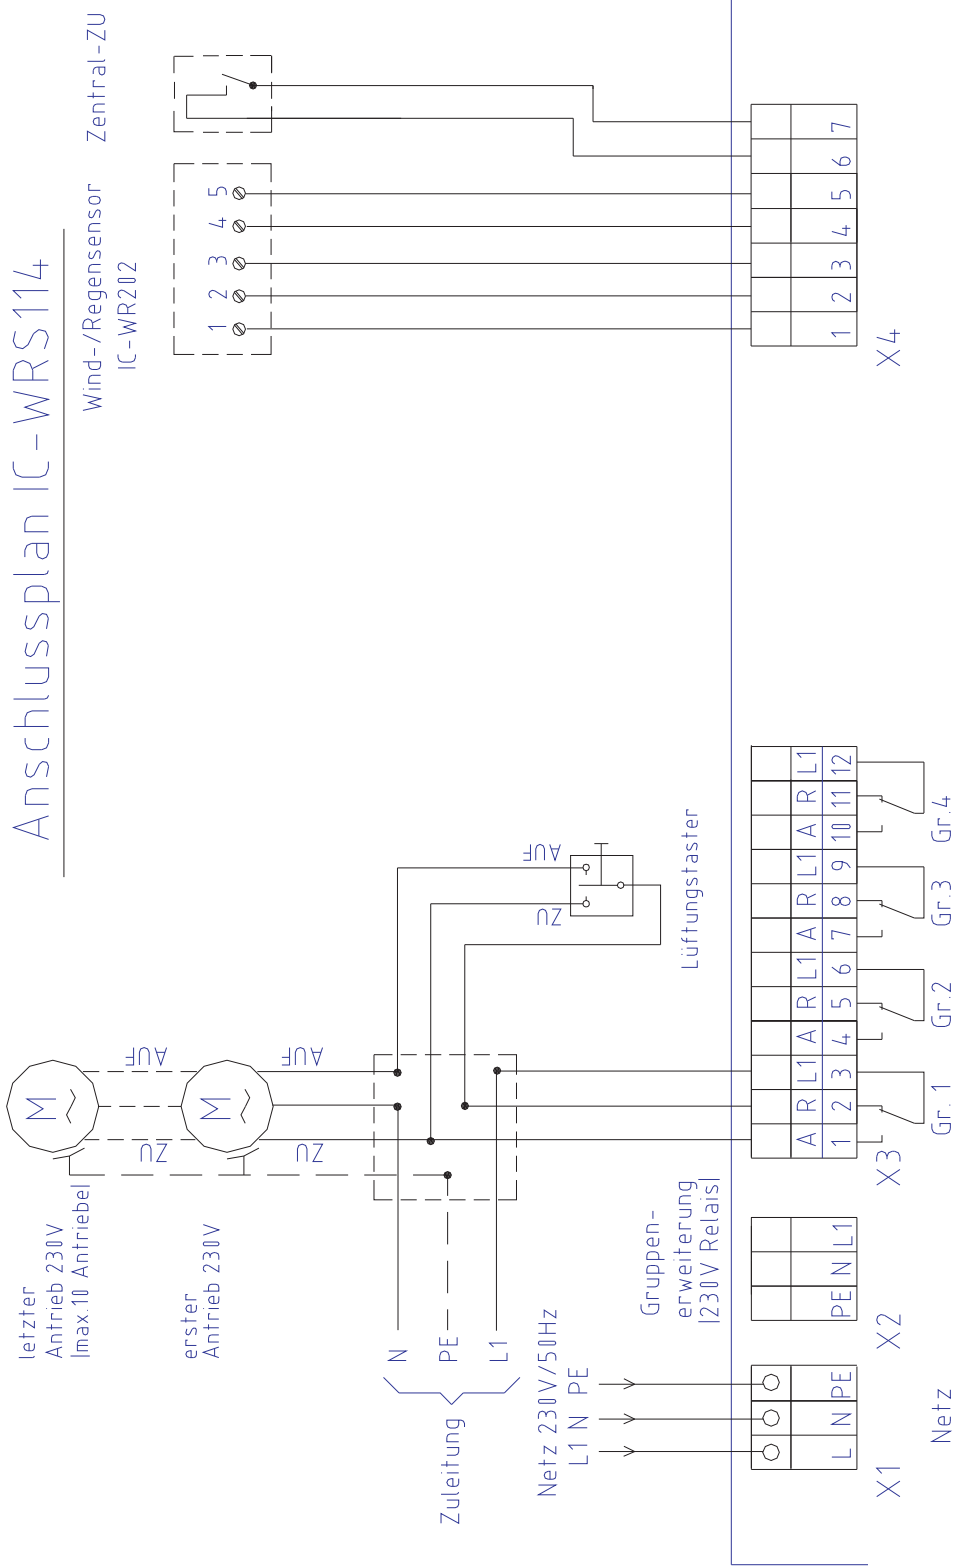 Anschlussplan IC-WRS114
letzter
Antrieb 230V
(max.10 Antriebe)
erster
Antrieb 230V
M
~
M
~
ZU
AUF
ZU
AUF
Wind-/Regensensor
IC-WR202
1 2 3 4 5
Zentral-ZU
Zuleitung
N
PE
L1
ZU
AUF
Lüftungstaster
Netz 230V/50Hz
L1 N PE
Gruppen-
erweiterung
(230V Relais)
L N PE
X1
Netz
PE N L1
X2
A R L1 A R L1 A R L1 A R L1
1 2 3 4 5 6 7 8 9 10 11 12
X3
Gr.1 Gr.2 Gr.3 Gr.4
1 2 3 4 5 6 7
X4